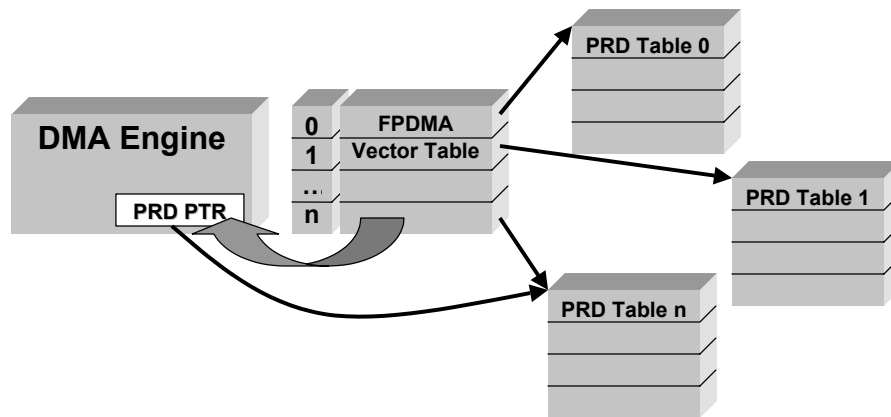 DMA Engine
PRD PTR
0
1
...
n
FPDMA
Vector Table
PRD Table 0
PRD Table 1
PRD Table n